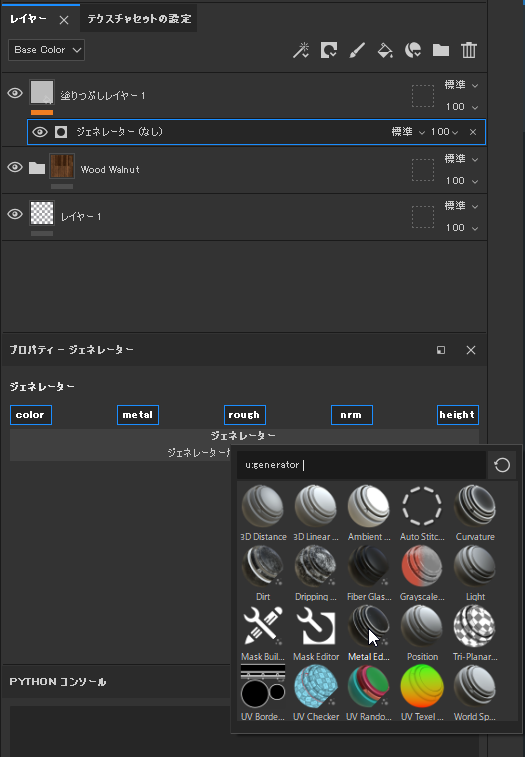 レイヤー
テクスチャセットの設定
Base Color
塗りつぶしレイヤー 1
標準
100
ジェネレーター (なし)
標準
100
Wood Walnut
標準
100
レイヤー 1
標準
100
プロパティ – ジェネレーター
ジェネレーター
color
metal
rough
nrm
height
ジェネレーター
ジェネレーター
u:generator
3D Distance
3D Linear ...
Ambient ...
Auto Stitc...
Curvature
Dirt
Dripping ...
Fiber Glas...
Grayscale...
Light
Mask Buil...
Mask Editor
Metal Ed...
Position
Tri-Planar...
UV Borde...
UV Checker
UV Rando...
UV Texel ...
World Sp...
PYTHON コンソール